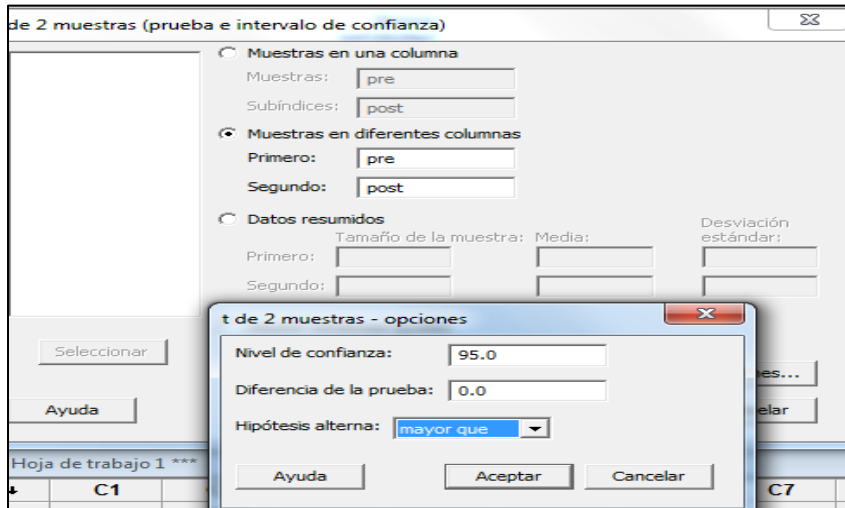 de 2 muestras (prueba e intervalo de confianza)
Muestras en una columna
Muestras: pre
Subíndices: post
Muestras en diferentes columnas
Primero: pre
Segundo: post
Datos resumidos
Tamaño de la muestra: Media: Desviación estándar:
Primero:
Segundo:
Seleccionar
Ayuda
t de 2 muestras - opciones
Nivel de confianza: 95.0
Diferencia de la prueba: 0.0
Hipótesis alterna: mayor que
Ayuda Aceptar Cancelar
nes...
elar
Hoja de trabajo 1 ***
C1 C7